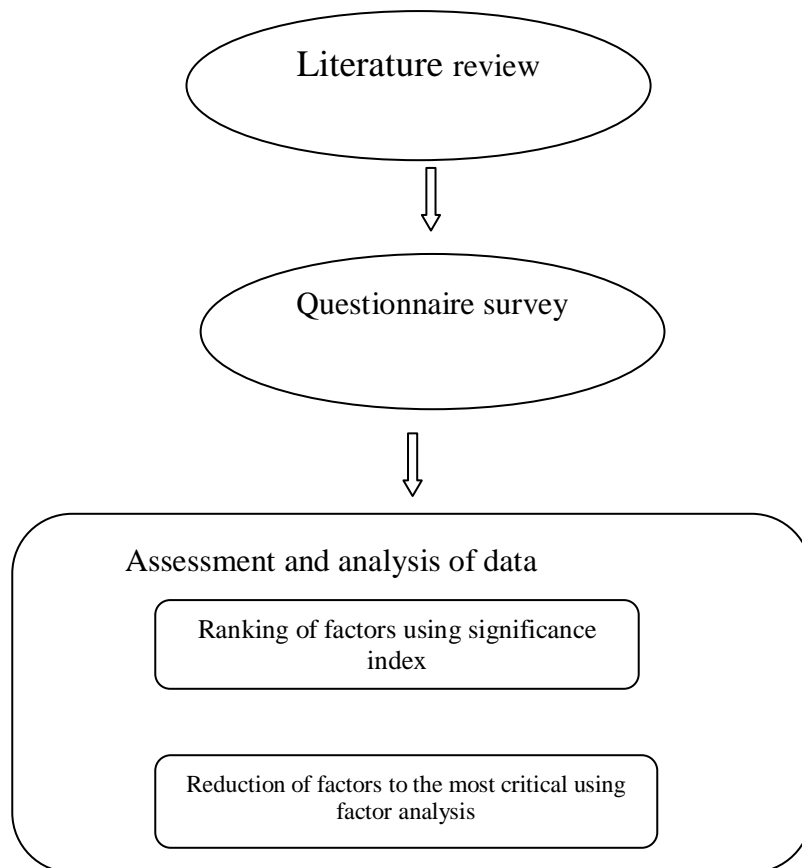 Literature review
Questionnaire survey
Assessment and analysis of data
Ranking of factors using significance
index
Reduction of factors to the most critical using
factor analysis